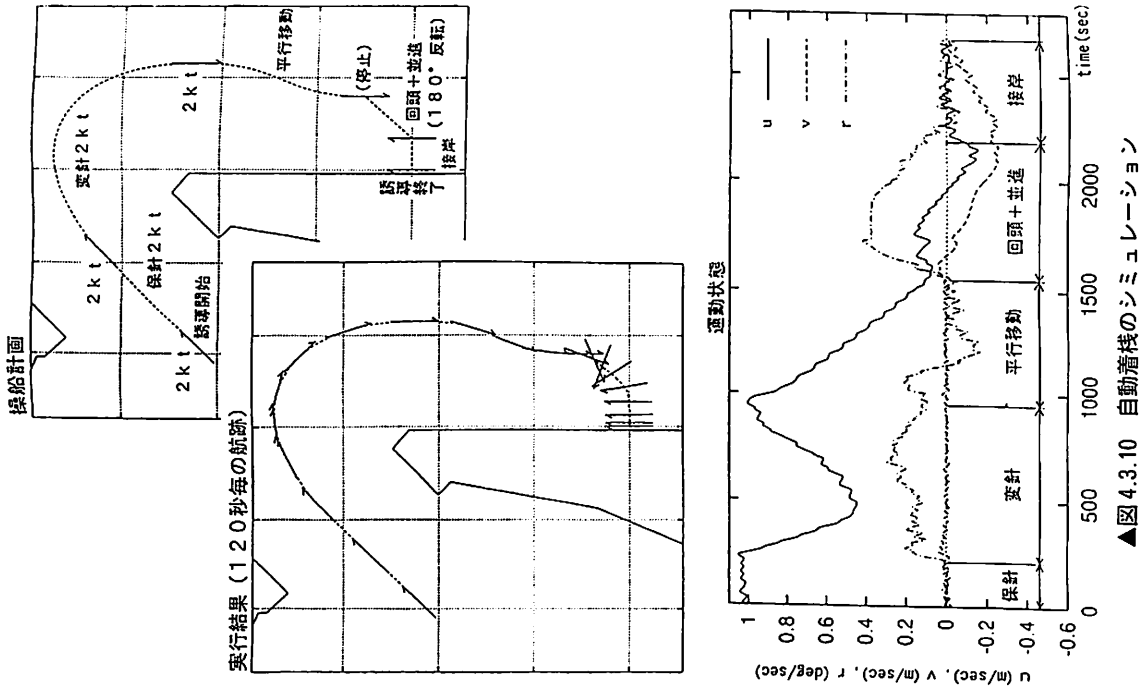 操船計画
2kt
誘導開始
保針2kt
2kt
変針2kt
2kt
平行移動
(停止)
回頭+並進
(180°反転)
接岸
誘導終了
実行結果(120秒毎の航跡)
運動状態
u
v
r
u (m/sec), v (m/sec), r (deg/sec)
1
0.8
0.6
0.4
0.2
0
-0.2
-0.4
-0.6
保針
変針
平行移動
回頭+並進
接岸
0
500
1000
1500
2000
time(sec)
▲図4.3.10 自動着桟のシミュレーション